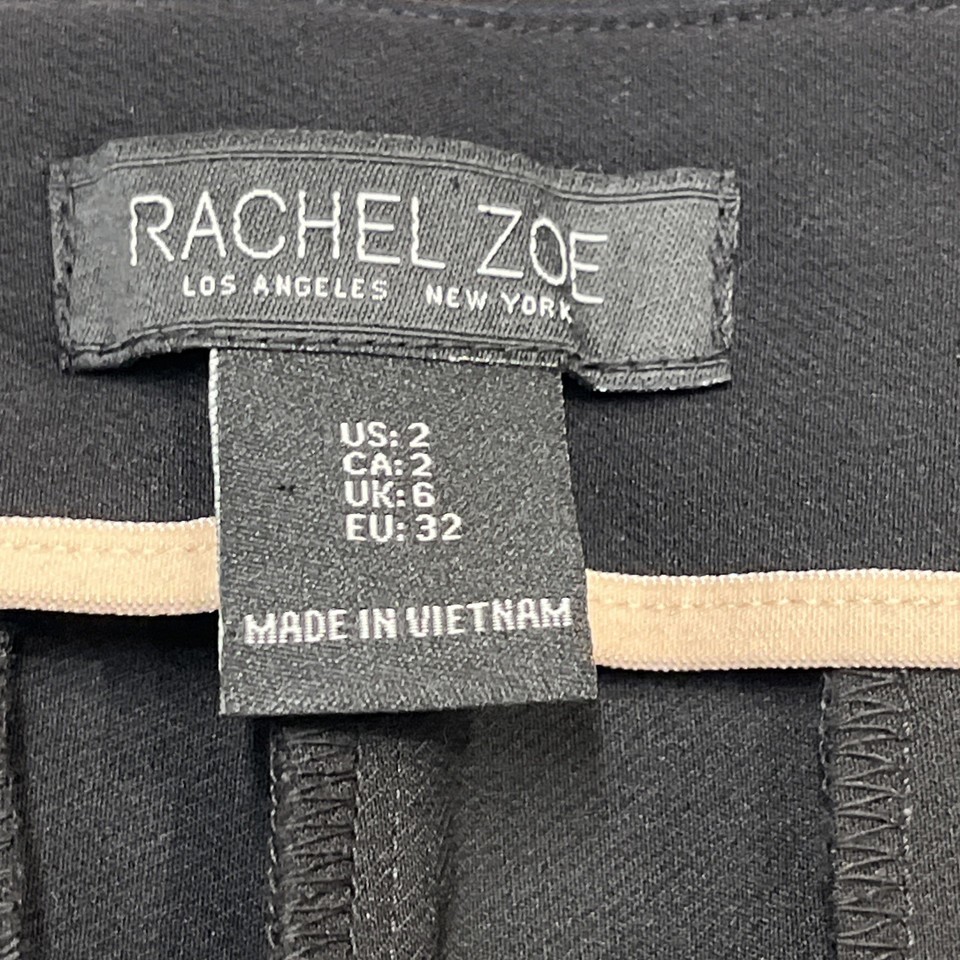 RACHEL ZOE
LOS ANGELES NEW YORK
US: 2
CA: 2
UK: 6
EU: 32
MADE IN VIETNAM